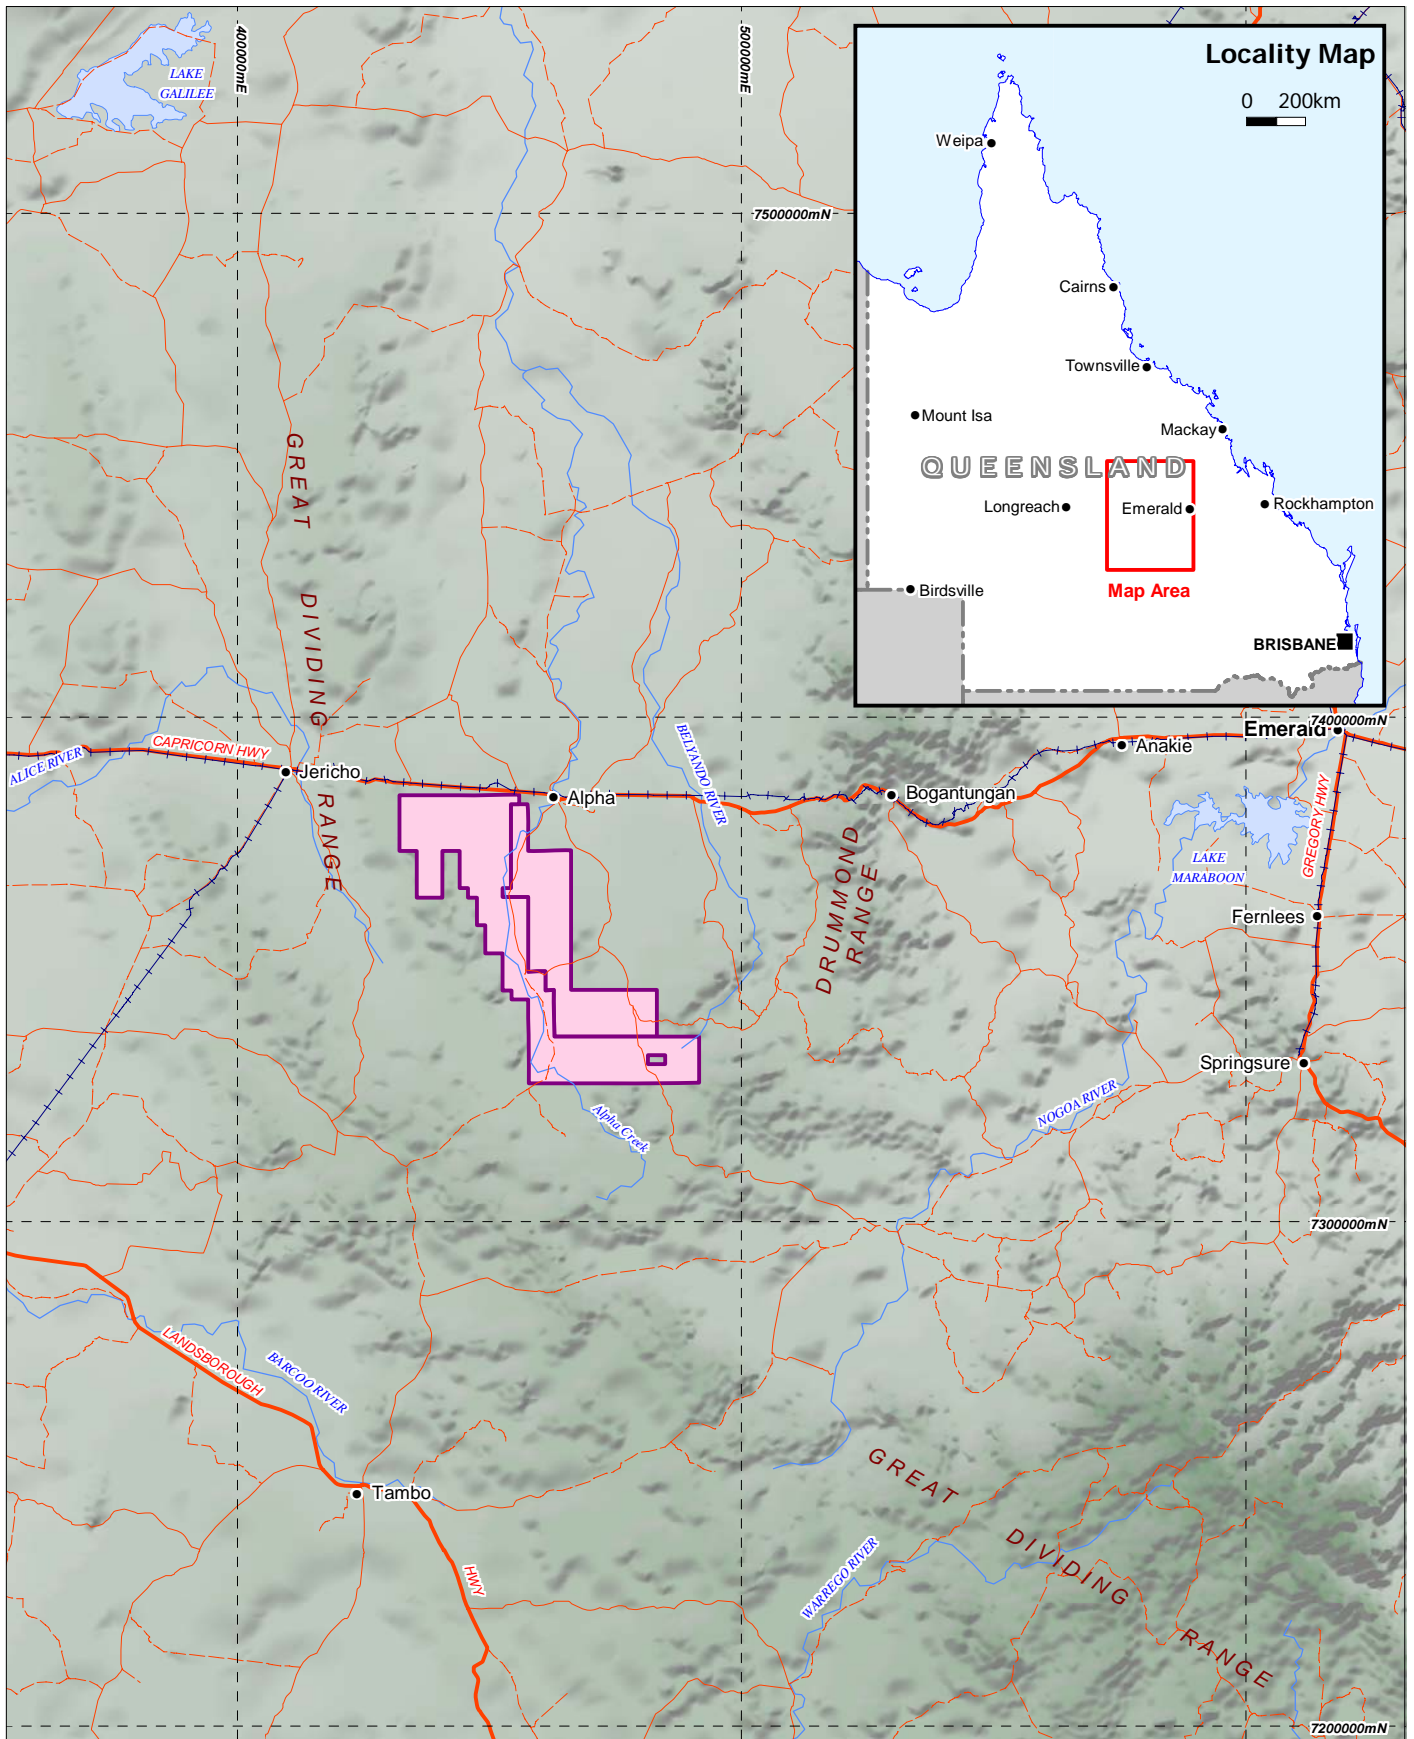 LAKE
GALILEE
400000mE
500000mE
7500000mN
Locality Map
0 200km
Weipa
Cairns
Townsville
Mount Isa
Mackay
QUEENSLAND
Longreach
Emerald
Rockhampton
Birdsville
Map Area
BRISBANE
GREAT
DIVIDING
RANGE
7400000mN
Emerald
ALICE RIVER
CAPRICORN HWY
Jericho
Alpha
BELYANDO RIVER
Bogantungan
Anakie
GREGORY HWY
LAKE
MARABOON
DRUMMOND
RANGE
Fernlees
Springsure
NOGOA RIVER
Alpha Creek
7300000mN
LANDSBOROUGH
BARCOO RIVER
Tambo
HWY
GREAT
DIVIDING
RANGE
WARREGO RIVER
7200000mN